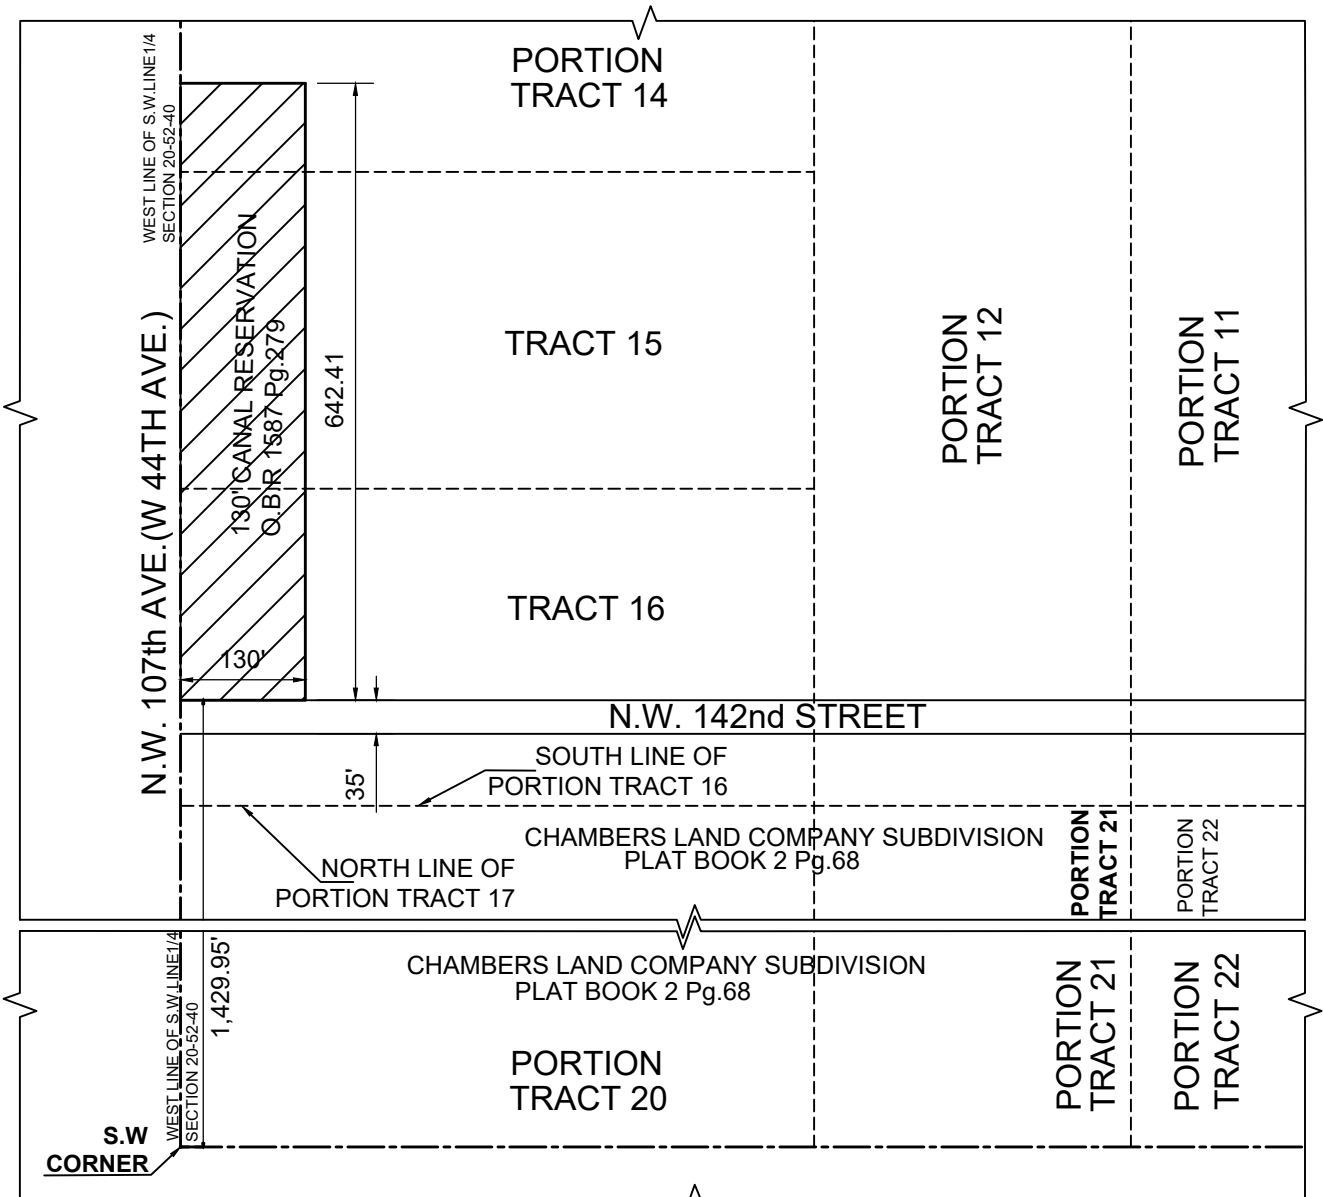 PORTION
TRACT 14
WEST LINE OF S.W.LINE1/4
SECTION 20-52-40
130' CANAL RESERVATION
O.B.R 1587 Pg.279
642.41
TRACT 15
PORTION
TRACT 12
PORTION
TRACT 11
N.W. 107th AVE.(W 44TH AVE.)
TRACT 16
130'
N.W. 142nd STREET
35'
SOUTH LINE OF
PORTION TRACT 16
CHAMBERS LAND COMPANY SUBDIVISION
PLAT BOOK 2 Pg.68
NORTH LINE OF
PORTION TRACT 17
PORTION
TRACT 21
PORTION
TRACT 22
WEST LINE OF S.W.LINE1/4
SECTION 20-52-40
1,429.95'
CHAMBERS LAND COMPANY SUBDIVISION
PLAT BOOK 2 Pg.68
PORTION
TRACT 20
PORTION
TRACT 21
PORTION
TRACT 22
S.W
CORNER